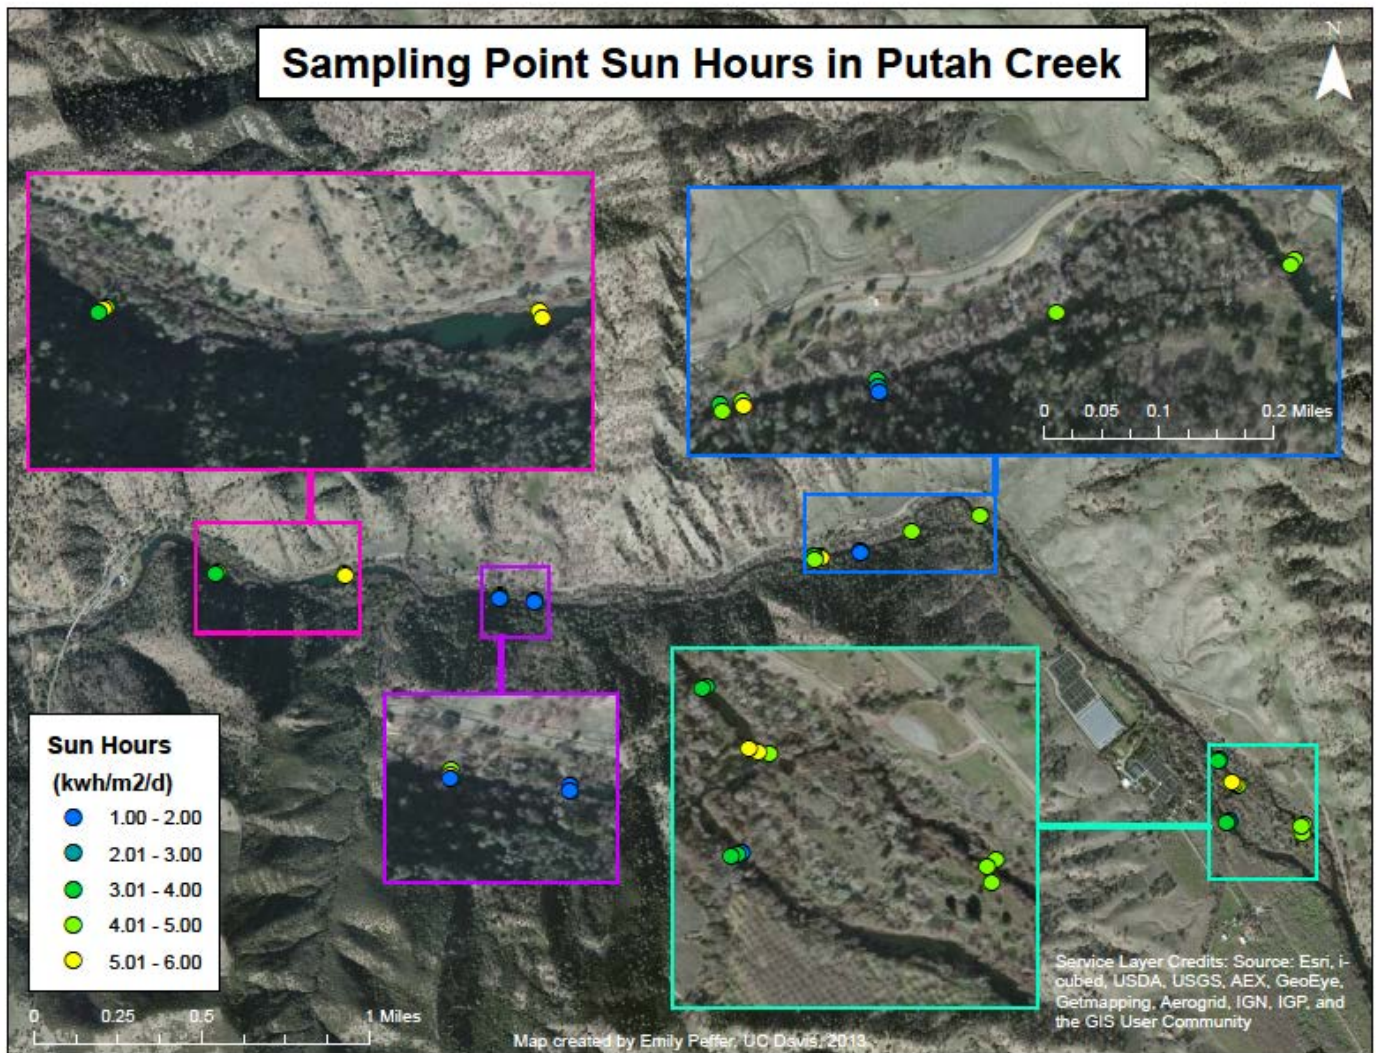 Sampling Point Sun Hours in Putah Creek
N
0 0.05 0.1 0.2 Miles
Sun Hours
(kwh/m2/d)
1.00 - 2.00
2.01 - 3.00
3.01 - 4.00
4.01 - 5.00
5.01 - 6.00
0 0.25 0.5 1 Miles
Map created by Emily Peffer, UC Davis, 2013
Service Layer Credits: Source: Esri, i-
cubed, USDA, USGS, AEX, GeoEye,
Getmapping, Aerogrid, IGN, IGP, and
the GIS User Community